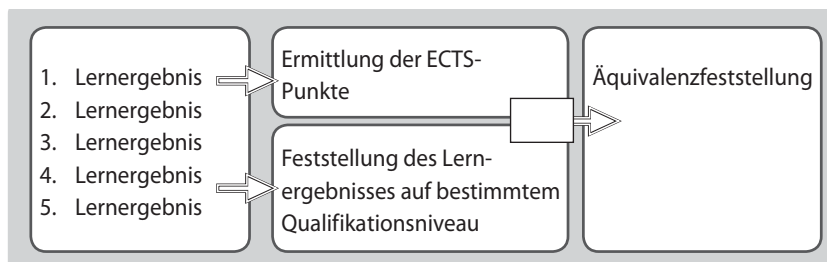 1. Lernergebnis
2. Lernergebnis
3. Lernergebnis
4. Lernergebnis
5. Lernergebnis
Ermittlung der ECTS-
Punkte
Feststellung des Lern-
ergebnisses auf bestimmtem
Qualifikationsniveau
Äquivalenzfeststellung